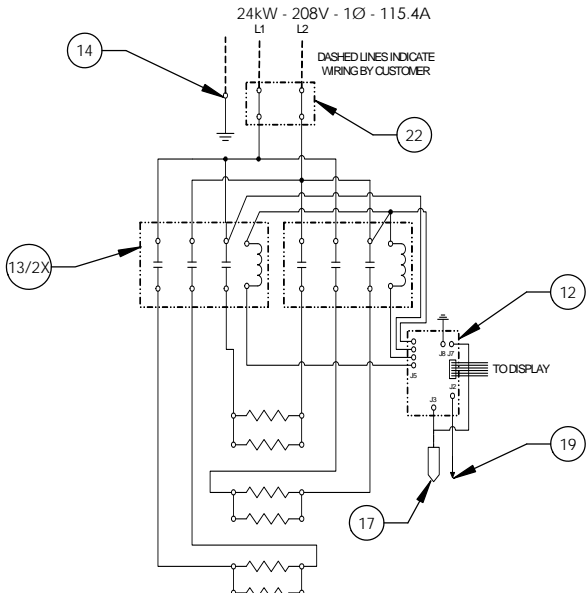 24kW - 208V - 1Ø - 115.4A
L1 L2
14
DASHED LINES INDICATE
WIRING BY CUSTOMER
22
13/2X
12
J8 J7
J5
TO DISPLAY
J2
J3
19
17